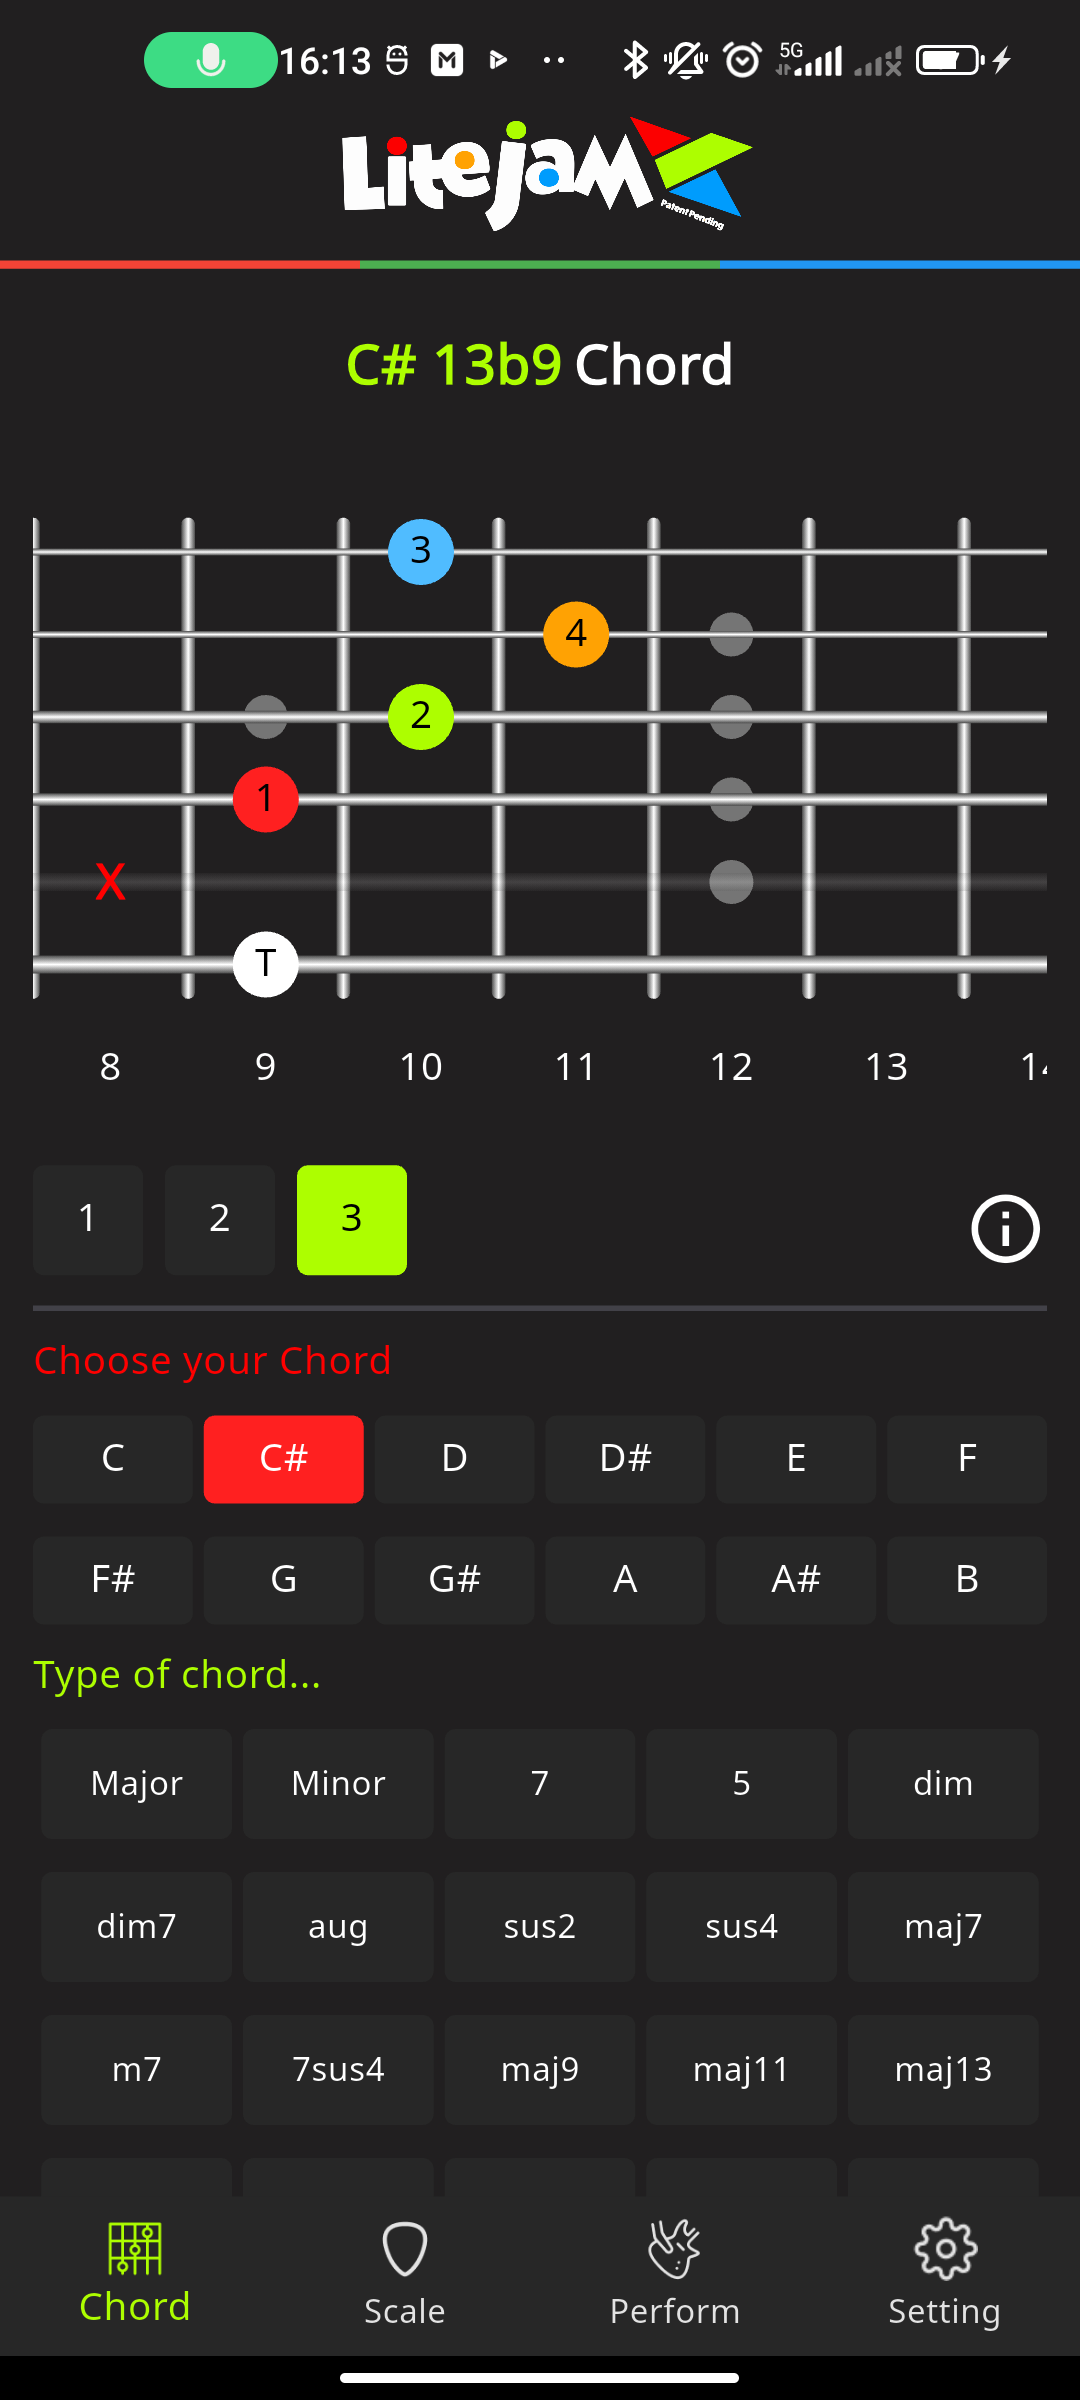 16:13 5G
LiteJam
Patent Pending
C# 13b9 Chord
3
4
2
1
X
T
8 9 10 11 12 13
1 2 3
Choose your Chord
C C# D D# E F
F# G G# A A# B
Type of chord...
Major Minor 7 5 dim
dim7 aug sus2 sus4 maj7
m7 7sus4 maj9 maj11 maj13
Chord Scale Perform Setting